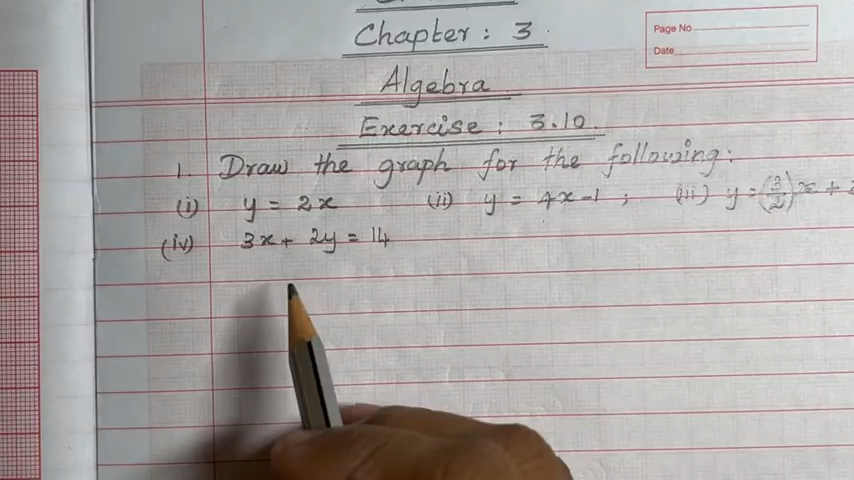 Chapter : 3
Page No
Date
Algebra
Exercise : 3.10.
1. Draw the graph for the following :
(i) y = 2x (ii) y = 4x-1 ; (iii) y = (3/2)x +
(iv) 3x + 2y = 14